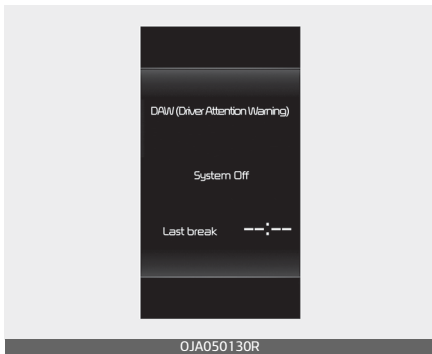 DAW (Driver Attention Warning)
System Off
Last break --:--
OJA050130R